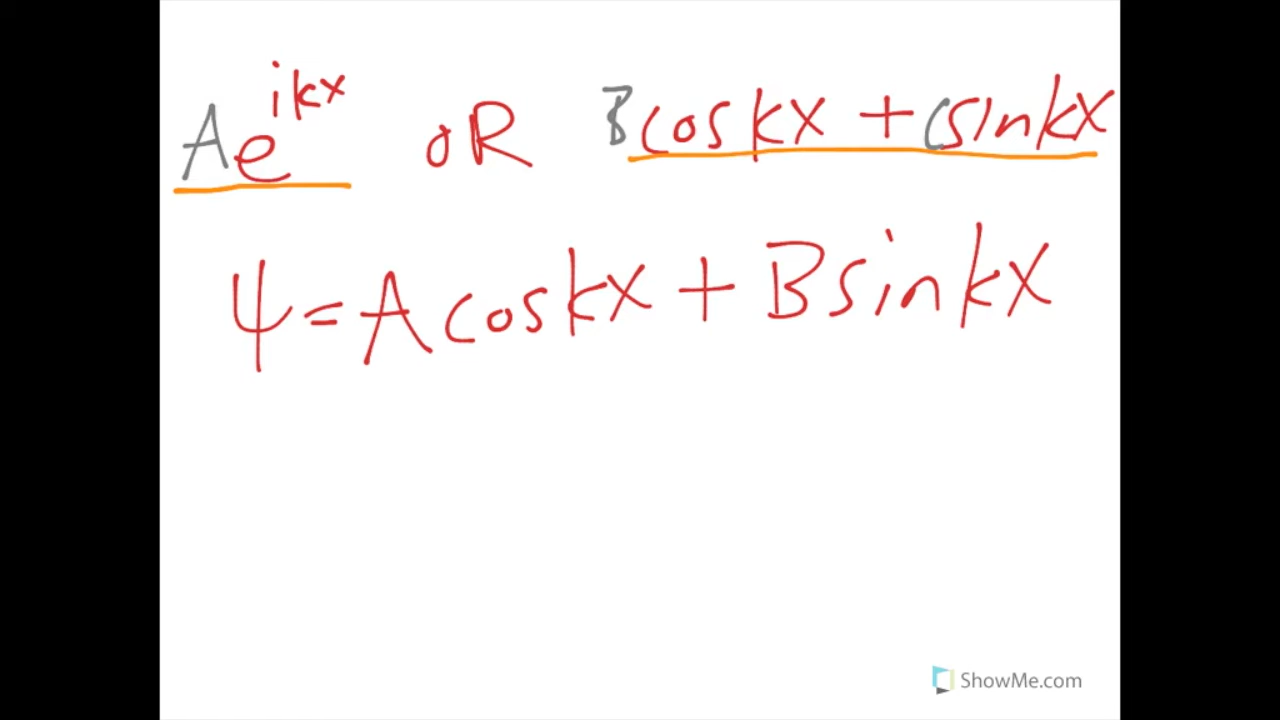 Ae^{ikx} OR Bcoskx + Csinkx
ψ = Acoskx + Bsinkx
ShowMe.com